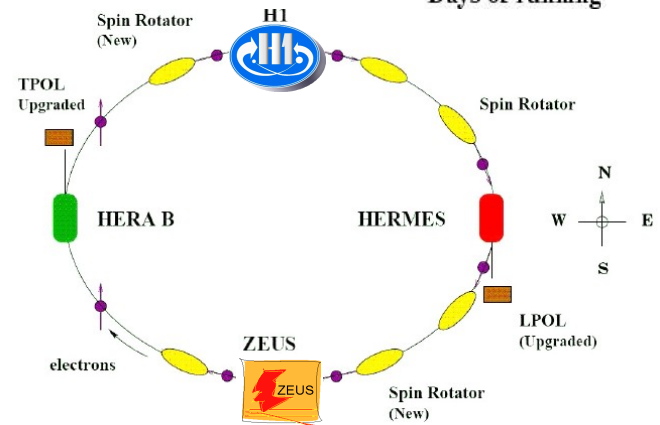 Days of running
H1
Spin Rotator
(New)
H1
TPOL
Upgraded
Spin Rotator
N
HERA B
HERMES
W
E
S
LPOL
(Upgraded)
ZEUS
electrons
ZEUS
Spin Rotator
(New)